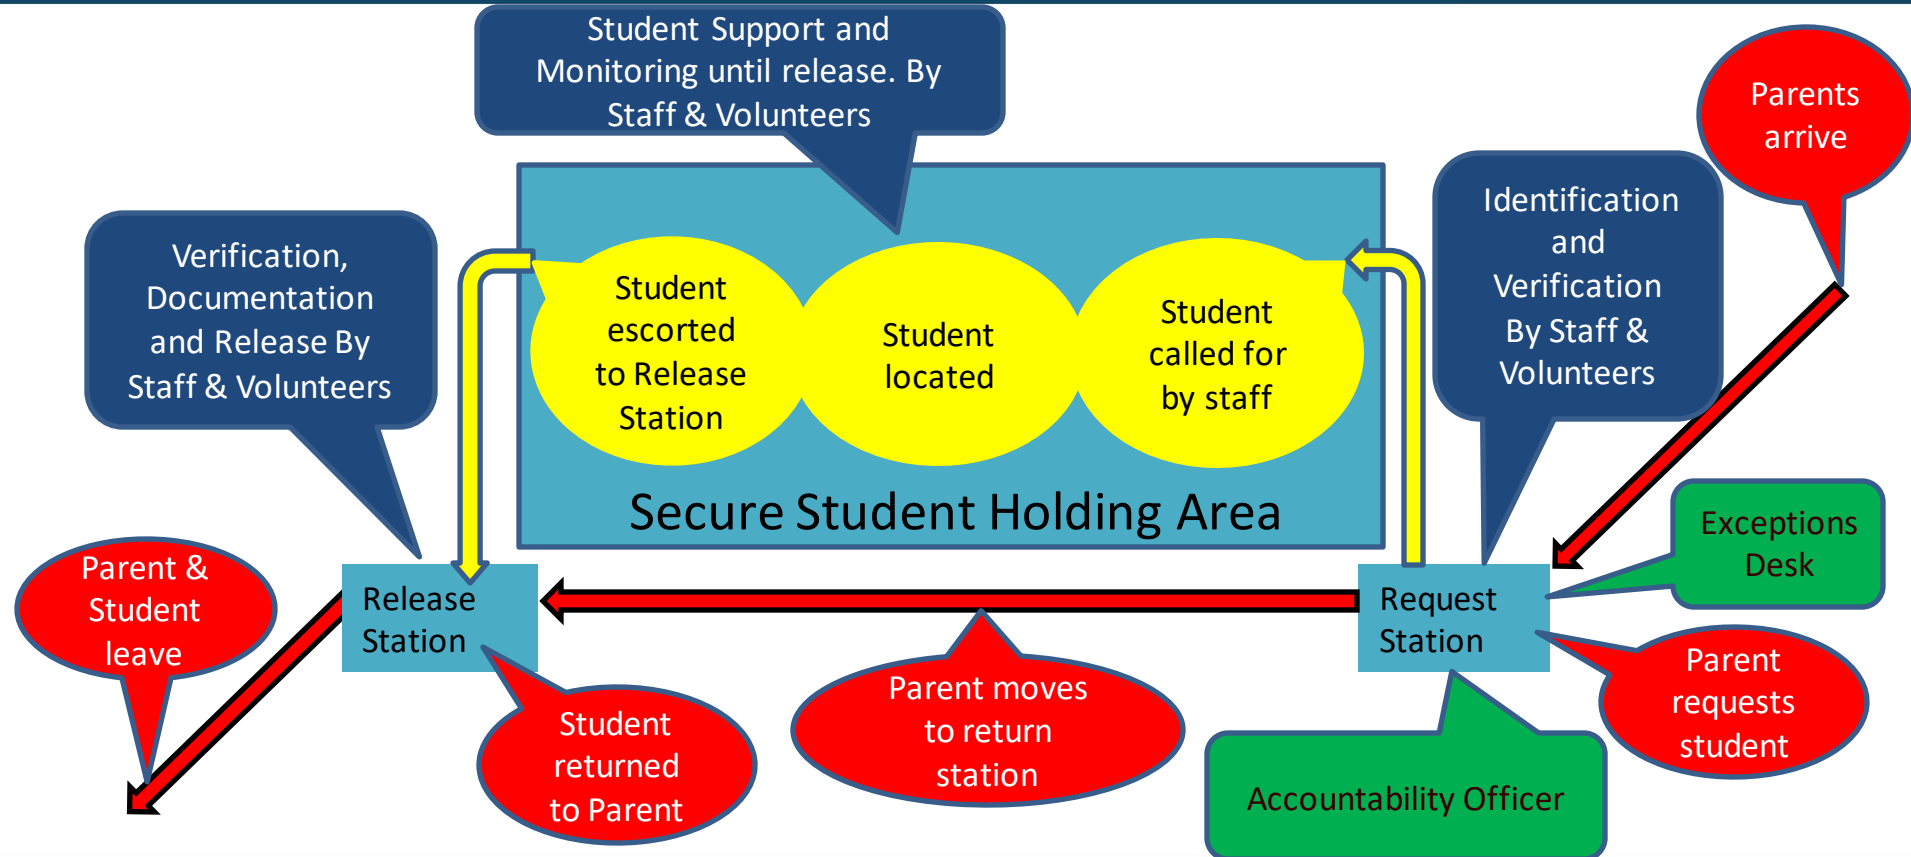 Student Support and
Monitoring until release. By
Staff & Volunteers
Parents
arrive
Identification
and
Verification
By Staff &
Volunteers
Verification,
Documentation
and Release By
Staff & Volunteers
Student
escorted
to Release
Station
Student
located
Student
called for
by staff
Secure Student Holding Area
Exceptions
Desk
Parent &
Student
leave
Release
Station
Request
Station
Parent
requests
student
Parent moves
to return
station
Student
returned
to Parent
Accountability Officer